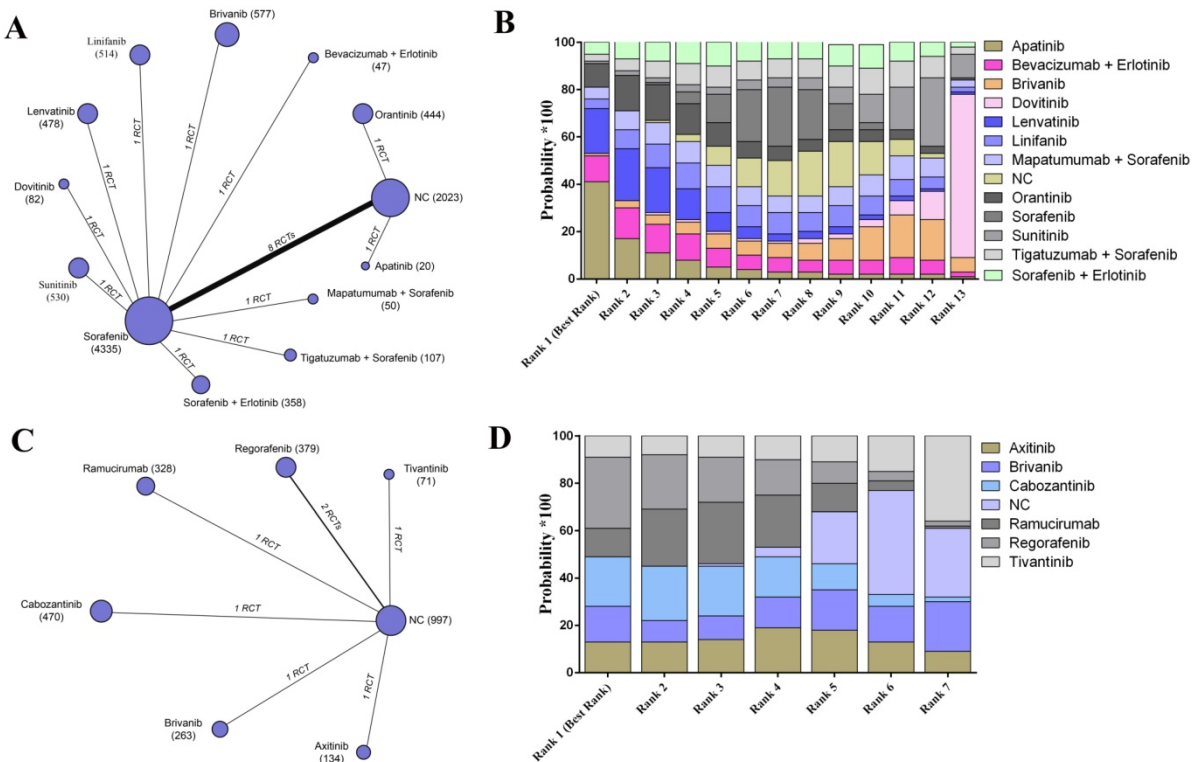 A
Brivanib (577)
Linifanib
(514)
Bevacizumab + Erlotinib
(47)
Lenvatinib
(478)
Orantinib (444)
1 RCT
1 RCT
1 RCT
1 RCT
1 RCT
Dovitinib
(82)
1 RCT
NC (2023)
8 RCTs
1 RCT
Apatinib (20)
Sunitinib
(530)
1 RCT
1 RCT
Mapatumumab + Sorafenib
(50)
Sorafenib
(4335)
1 RCT
1 RCT
Tigatuzumab + Sorafenib (107)
Sorafenib + Erlotinib (358)
B
Probability *100
100
80
60
40
20
0
Rank 1 (Best Rank)
Rank 2
Rank 3
Rank 4
Rank 5
Rank 6
Rank 7
Rank 8
Rank 9
Rank 10
Rank 11
Rank 12
Rank 13
Apatinib
Bevacizumab + Erlotinib
Brivanib
Dovitinib
Lenvatinib
Linifanib
Mapatumumab + Sorafenib
NC
Orantinib
Sorafenib
Sunitinib
Tigatuzumab + Sorafenib
Sorafenib + Erlotinib
C
Regorafenib (379)
Ramucirumab (328)
Tivantinib
(71)
2 RCTs
1 RCT
1 RCT
Cabozantinib
(470)
1 RCT
NC (997)
1 RCT
1 RCT
Brivanib
(263)
Axitinib
(134)
D
Probability *100
100
80
60
40
20
0
Rank 1 (Best Rank)
Rank 2
Rank 3
Rank 4
Rank 5
Rank 6
Rank 7
Axitinib
Brivanib
Cabozantinib
NC
Ramucirumab
Regorafenib
Tivantinib